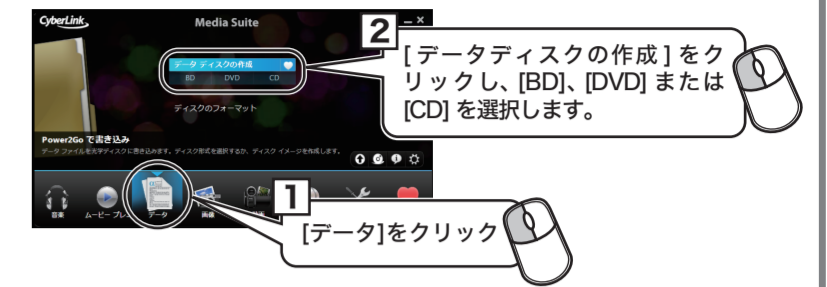 CyberLink
Media Suite
データ ディスクの作成
BD DVD CD
ディスクのフォーマット
Power2Go で書き込み
データ ファイルを光学ディスクに書き込みます。ディスク形式を選択するか、ディスク イメージを作成します。
音楽
ムービー プレ
データ
画像
2
[データディスクの作成]をク
リックし、[BD]、[DVD] または
[CD] を選択します。
1
[データ]をクリック